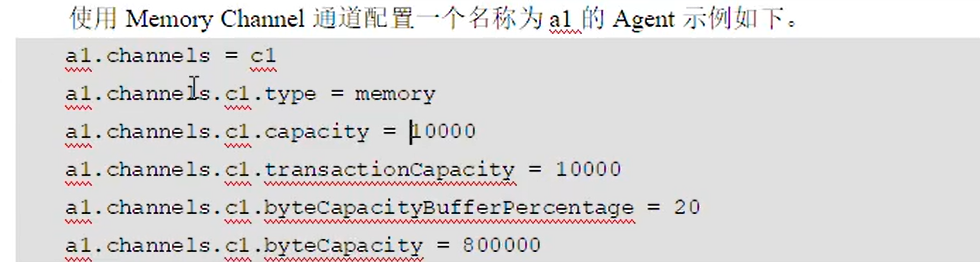 使用 Memory Channel 通道配置一个名称为 a1 的 Agent 示例如下。
a1.channels = c1
a1.channels.c1.type = memory
a1.channels.c1.capacity = 10000
a1.channels.c1.transactionCapacity = 10000
a1.channels.c1.byteCapacityBufferPercentage = 20
a1.channels.c1.byteCapacity = 800000